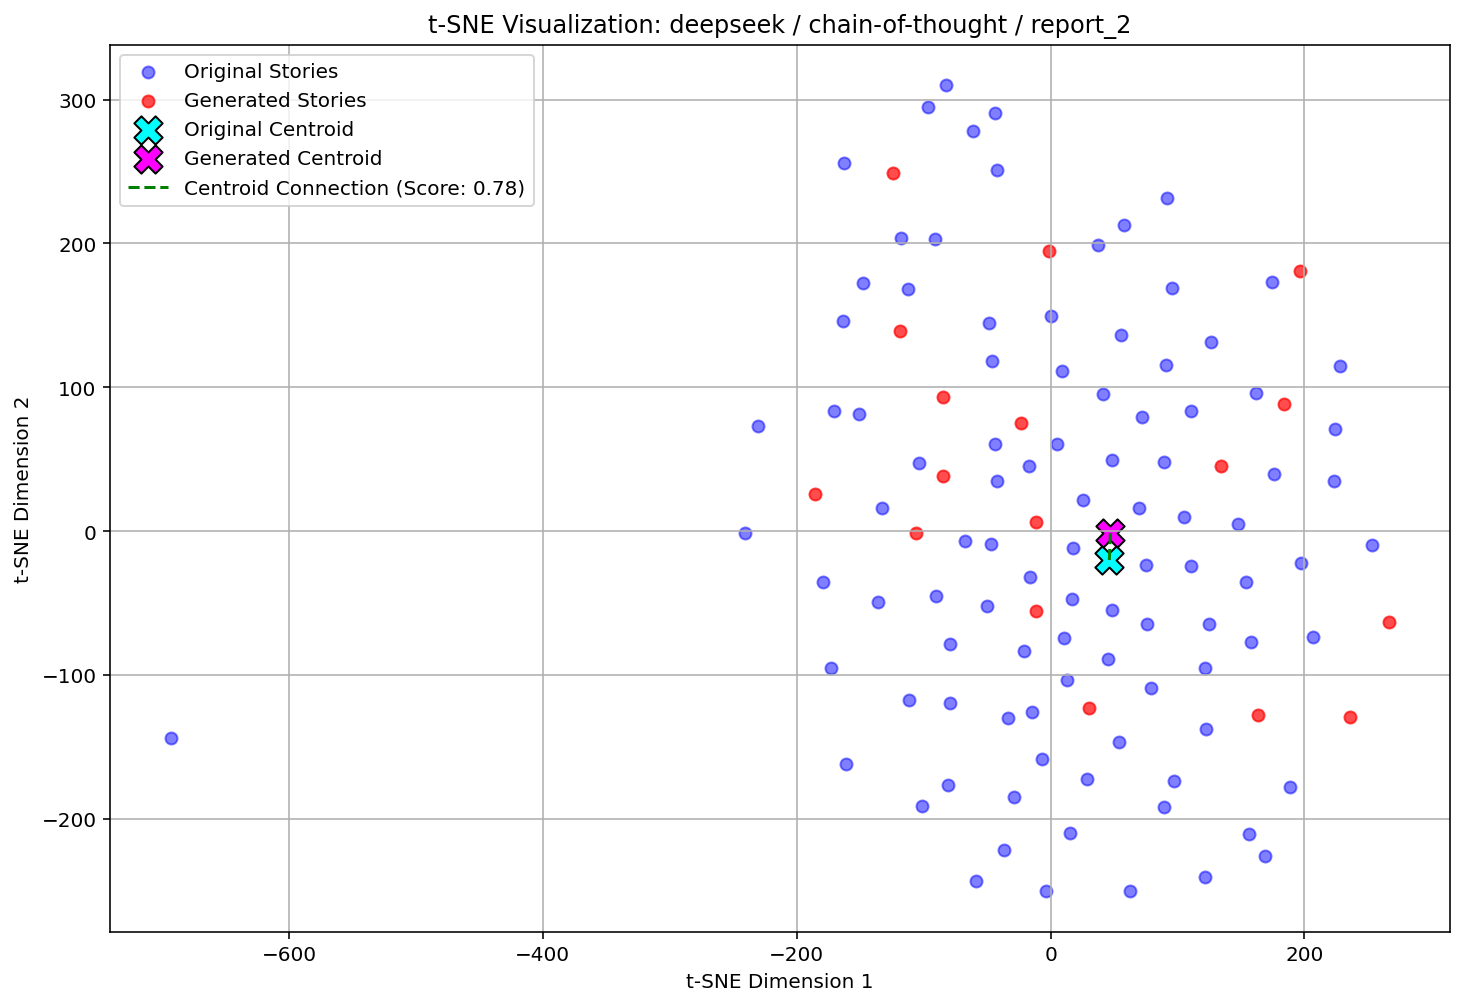 t-SNE Visualization: deepseek / chain-of-thought / report_2
Original Stories
Generated Stories
Original Centroid
Generated Centroid
Centroid Connection (Score: 0.78)
t-SNE Dimension 2
300
200
100
0
−100
−200
−600
−400
−200
0
200
t-SNE Dimension 1